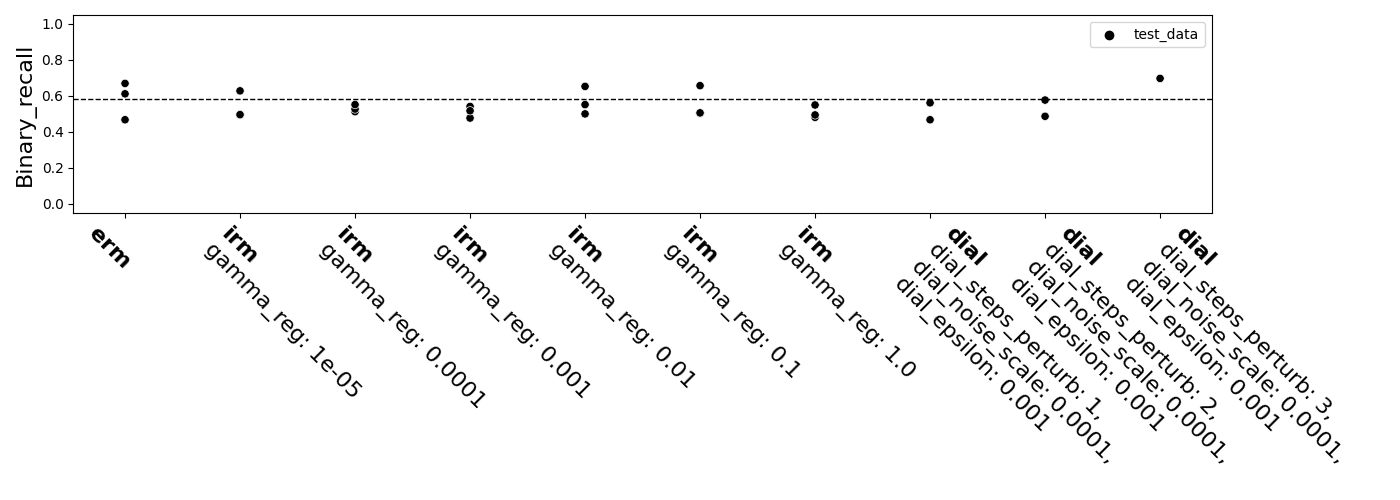 Binary_recall
1.0
0.8
0.6
0.4
0.2
0.0
test_data
erm
irm
gamma_reg: 1e-05
irm
gamma_reg: 0.0001
irm
gamma_reg: 0.001
irm
gamma_reg: 0.01
irm
gamma_reg: 0.1
irm
gamma_reg: 1.0
dial
dial_steps_perturb: 1,
dial_noise_scale: 0.0001,
dial_epsilon: 0.001
dial
dial_steps_perturb: 2,
dial_noise_scale: 0.0001,
dial_epsilon: 0.001
dial
dial_steps_perturb: 3,
dial_noise_scale: 0.0001,
dial_epsilon: 0.001